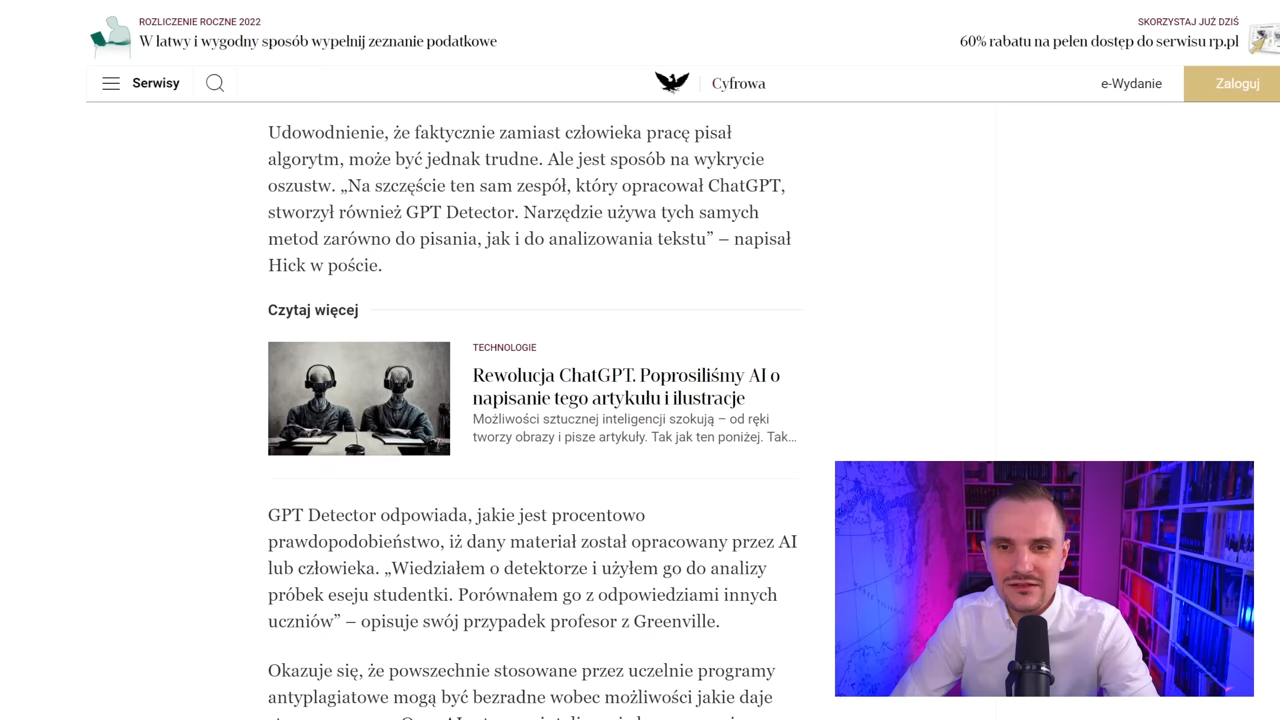 ROZLICZENIE ROCZNE 2022
W łatwy i wygodny sposób wypełnij zeznanie podatkowe
SKORZYSTAJ JUŻ DZIŚ
60% rabatu na pełen dostęp do serwisu rp.pl
Serwisy
Cyfrowa
e-Wydanie
Zaloguj
Udowodnienie, że faktycznie zamiast człowieka pracę pisał
algorytm, może być jednak trudne. Ale jest sposób na wykrycie
oszustw. „Na szczęście ten sam zespół, który opracował ChatGPT,
stworzył również GPT Detector. Narzędzie używa tych samych
metod zarówno do pisania, jak i do analizowania tekstu” – napisał
Hick w poście.
Czytaj więcej
TECHNOLOGIE
Rewolucja ChatGPT. Poprosiliśmy AI o
napisanie tego artykułu i ilustracje
Możliwości sztucznej inteligencji szokują – od ręki
tworzy obrazy i pisze artykuły. Tak jak ten poniżej. Tak...
GPT Detector odpowiada, jakie jest procentowo
prawdopodobieństwo, iż dany materiał został opracowany przez AI
lub człowieka. „Wiedziałem o detektorze i użyłem go do analizy
próbek eseju studentki. Porównałem go z odpowiedziami innych
uczniów” – opisuje swój przypadek profesor z Greenville.
Okazuje się, że powszechnie stosowane przez uczelnie programy
antyplagiatowe mogą być bezradne wobec możliwości jakie daje